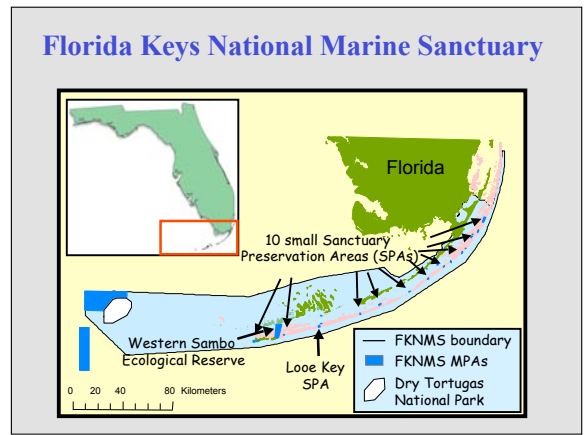 Florida Keys National Marine Sanctuary
Florida
10 small Sanctuary
Preservation Areas (SPAs)
Western Sambo
Ecological Reserve
Looe Key
SPA
0 20 40 80 Kilometers
FKNMS boundary
FKNMS MPAs
Dry Tortugas
National Park